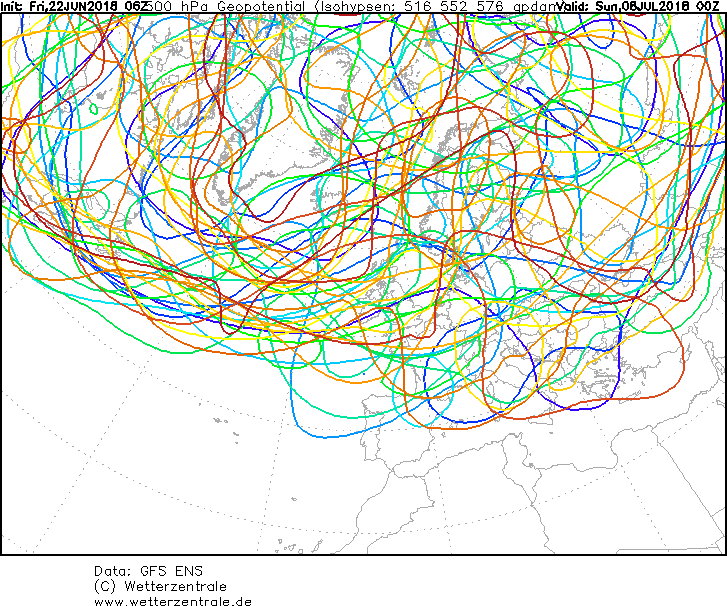 Init: Fri,22JUN2018 06Z 500 hPa Geopotential (Isohypsen: 516 552 576 gpdam Valid: Sun,08JUL2018 00Z
Data: GFS ENS
(C) Wetterzentrale
www.wetterzentrale.de